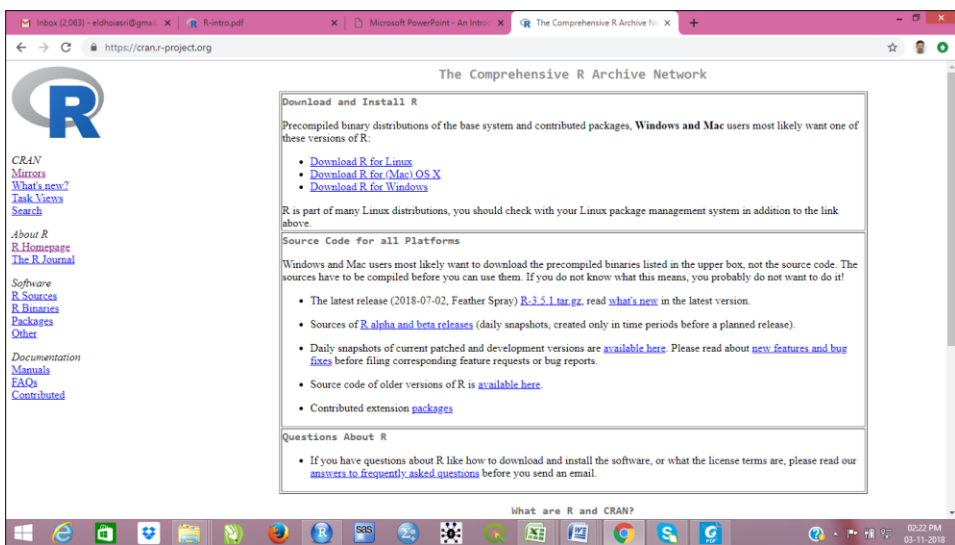 Inbox (2,063) - eldhoiasri@gmai
R-intro.pdf
Microsoft PowerPoint - An Introd
The Comprehensive R Archive Ne
https://cran.r-project.org
R
CRAN
Mirrors
What's new?
Task Views
Search
About R
R Homepage
The R Journal
Software
R Sources
R Binaries
Packages
Other
Documentation
Manuals
FAQs
Contributed
The Comprehensive R Archive Network
Download and Install R
Precompiled binary distributions of the base system and contributed packages, Windows and Mac users most likely want one of
these versions of R:
• Download R for Linux
• Download R for (Mac) OS X
• Download R for Windows
R is part of many Linux distributions, you should check with your Linux package management system in addition to the link
above.
Source Code for all Platforms
Windows and Mac users most likely want to download the precompiled binaries listed in the upper box, not the source code. The
sources have to be compiled before you can use them. If you do not know what this means, you probably do not want to do it!
• The latest release (2018-07-02, Feather Spray) R-3.5.1.tar.gz, read what's new in the latest version.
• Sources of R alpha and beta releases (daily snapshots, created only in time periods before a planned release).
• Daily snapshots of current patched and development versions are available here. Please read about new features and bug
fixes before filing corresponding feature requests or bug reports.
• Source code of older versions of R is available here.
• Contributed extension packages
Questions About R
• If you have questions about R like how to download and install the software, or what the license terms are, please read our
answers to frequently asked questions before you send an email.
What are R and CRAN?
SAS
PDF
02:22 PM
03-11-2018